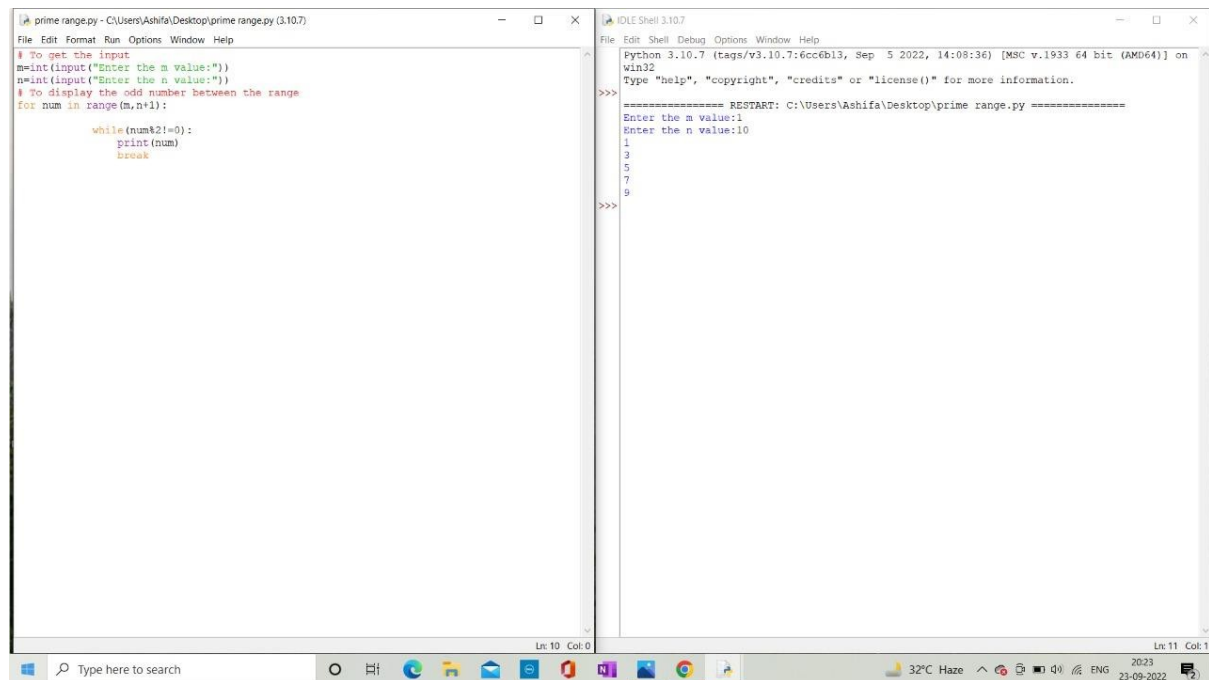 prime range.py - C:\Users\Ashifa\Desktop\prime range.py (3.10.7)
File Edit Format Run Options Window Help
# To get the input
m=int(input("Enter the m value:"))
n=int(input("Enter the n value:"))
# To display the odd number between the range
for num in range(m,n+1):
while(num%2!=0):
print(num)
break
Ln: 10 Col: 0
IDLE Shell 3.10.7
File Edit Shell Debug Options Window Help
Python 3.10.7 (tags/v3.10.7:6cc6b13, Sep 5 2022, 14:08:36) [MSC v.1933 64 bit (AMD64)] on
win32
Type "help", "copyright", "credits" or "license()" for more information.
>>>
================ RESTART: C:\Users\Ashifa\Desktop\prime range.py ===============
Enter the m value:1
Enter the n value:10
1
3
5
7
9
>>>
Ln: 11 Col: 1
Type here to search
32°C Haze
ENG
20:23
23-09-2022
2